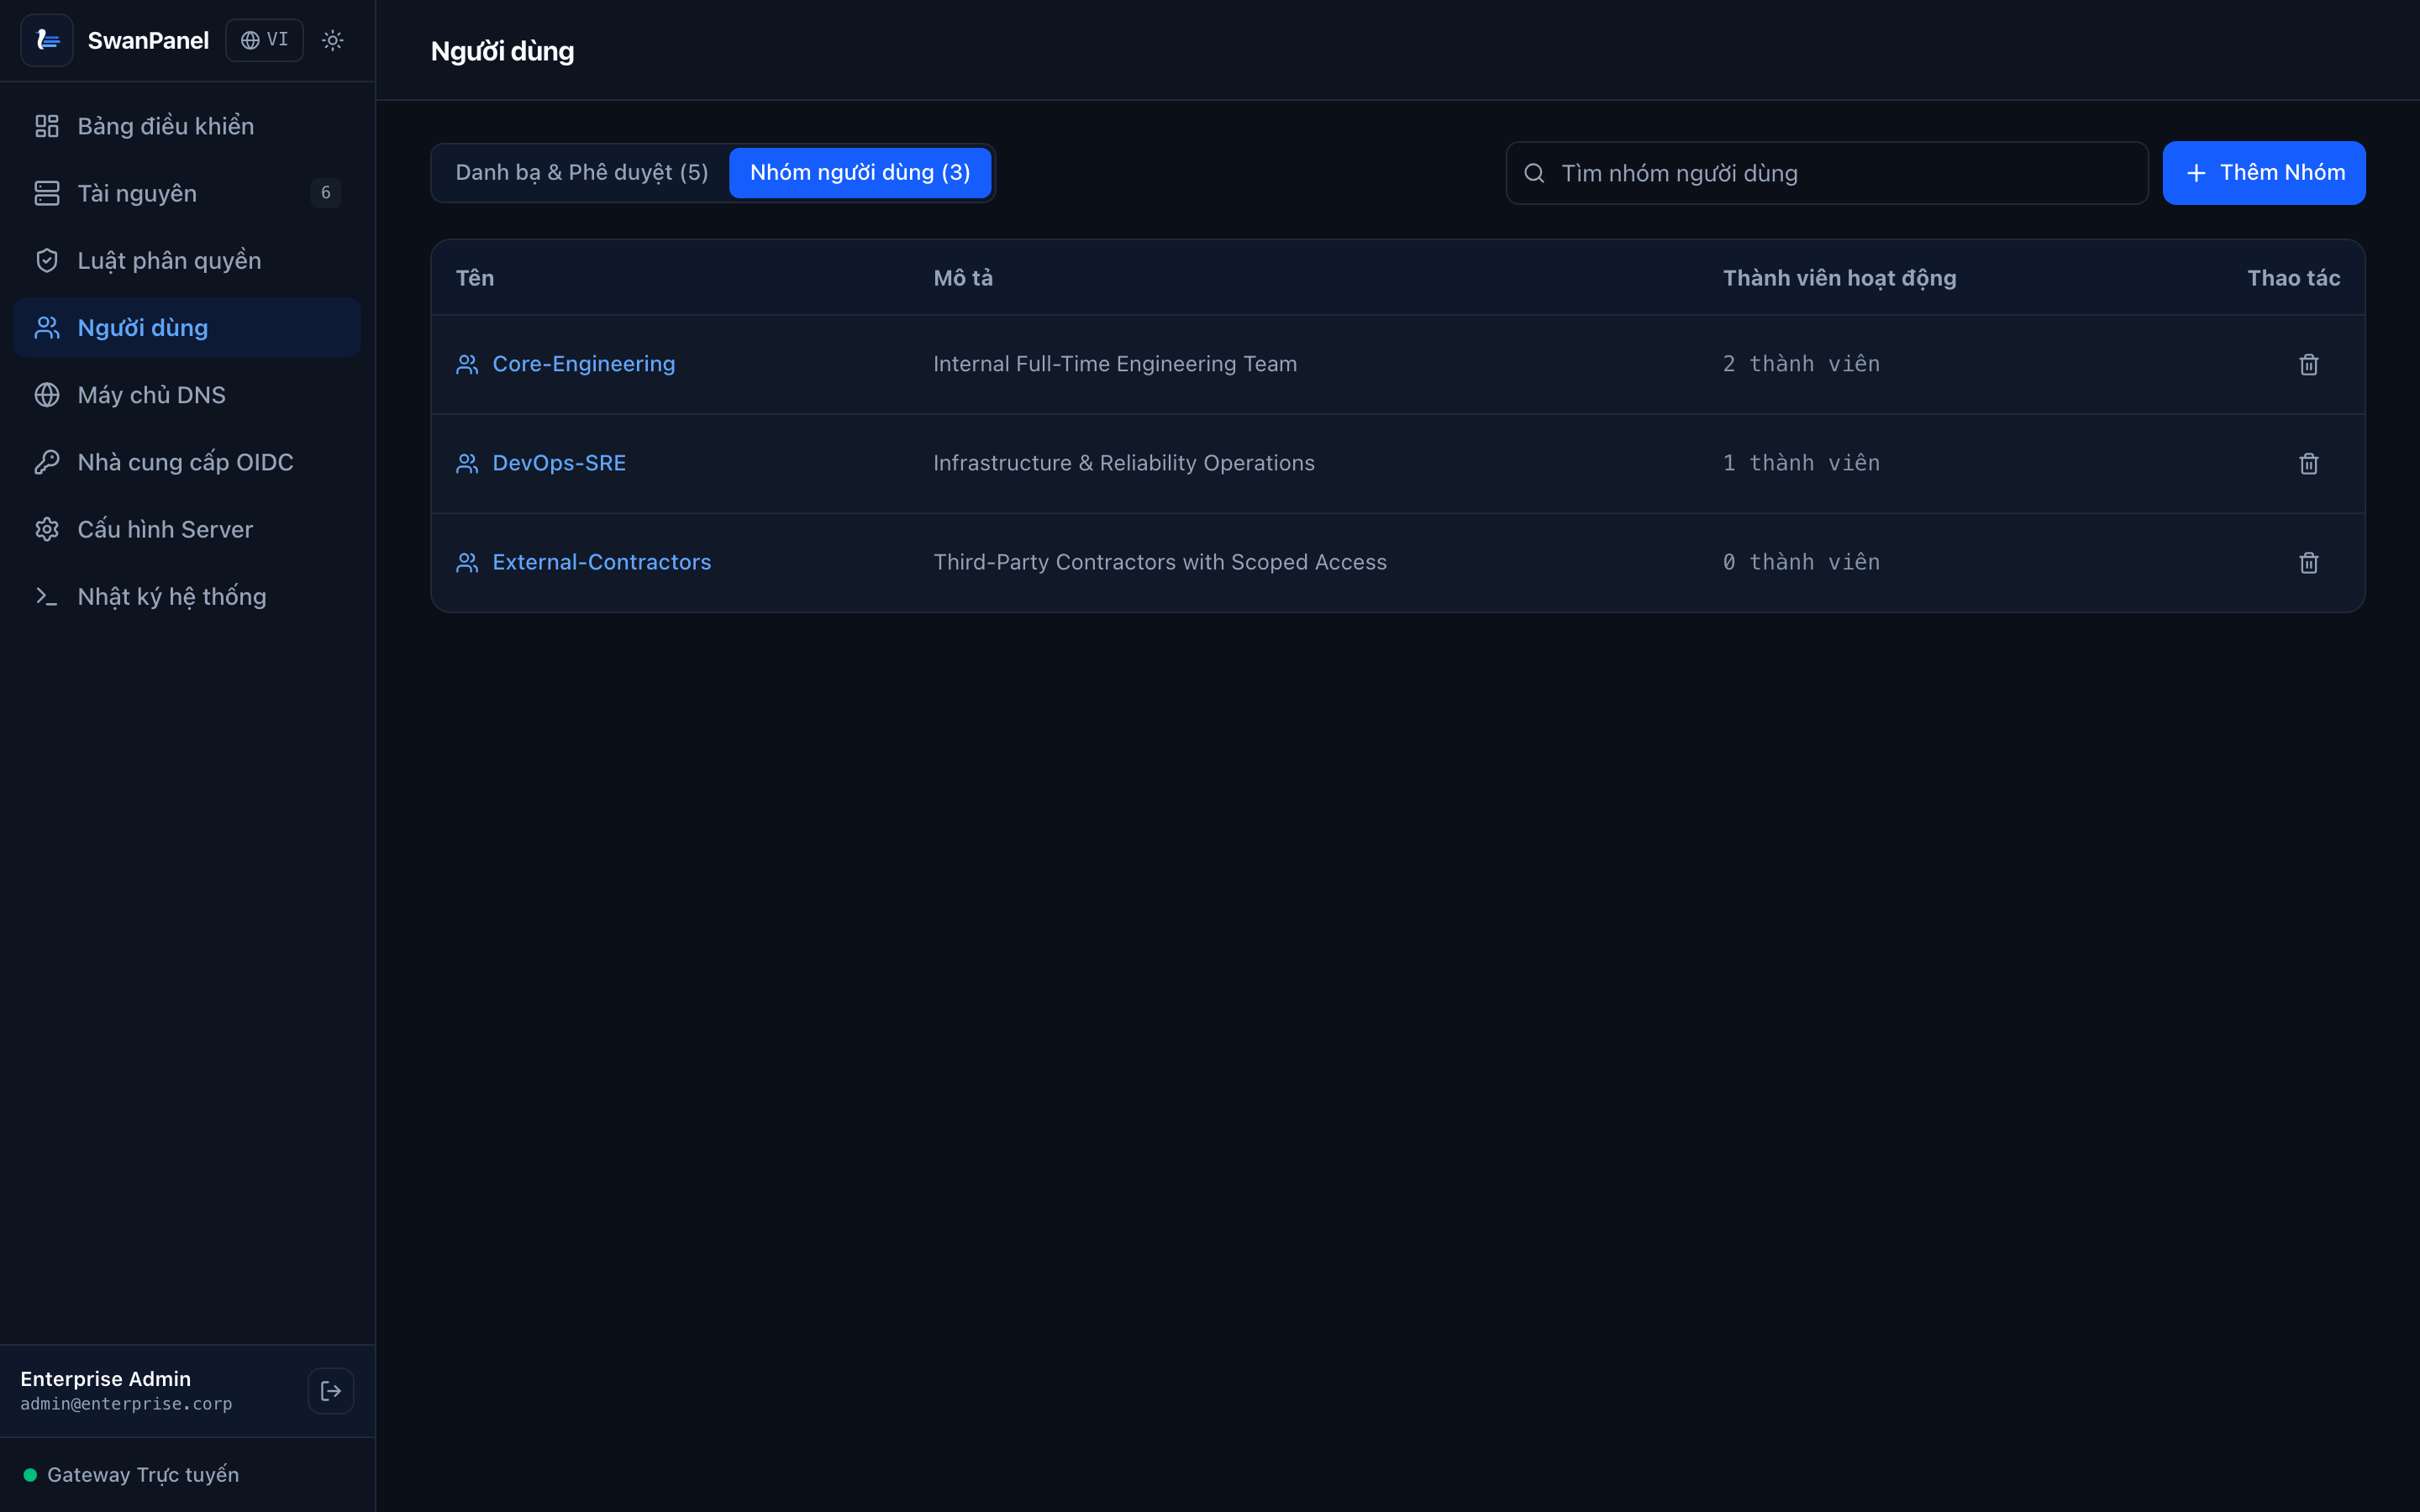 SwanPanel
VI
Bảng điều khiển
Tài nguyên 6
Luật phân quyền
Người dùng
Máy chủ DNS
Nhà cung cấp OIDC
Cấu hình Server
Nhật ký hệ thống
Enterprise Admin
admin@enterprise.corp
Gateway Trực tuyến
Người dùng
Danh bạ & Phê duyệt (5) Nhóm người dùng (3) Tìm nhóm người dùng Thêm Nhóm
Tên Mô tả Thành viên hoạt động Thao tác
Core-Engineering Internal Full-Time Engineering Team 2 thành viên
DevOps-SRE Infrastructure & Reliability Operations 1 thành viên
External-Contractors Third-Party Contractors with Scoped Access 0 thành viên